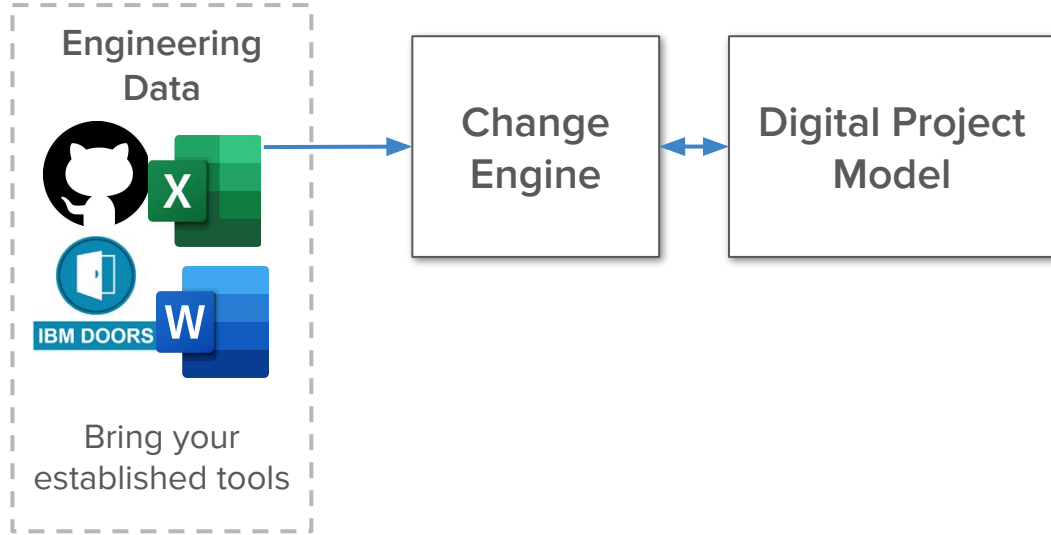 Engineering
Data
X
IBM DOORS
W
Bring your
established tools
Change
Engine
Digital Project
Model